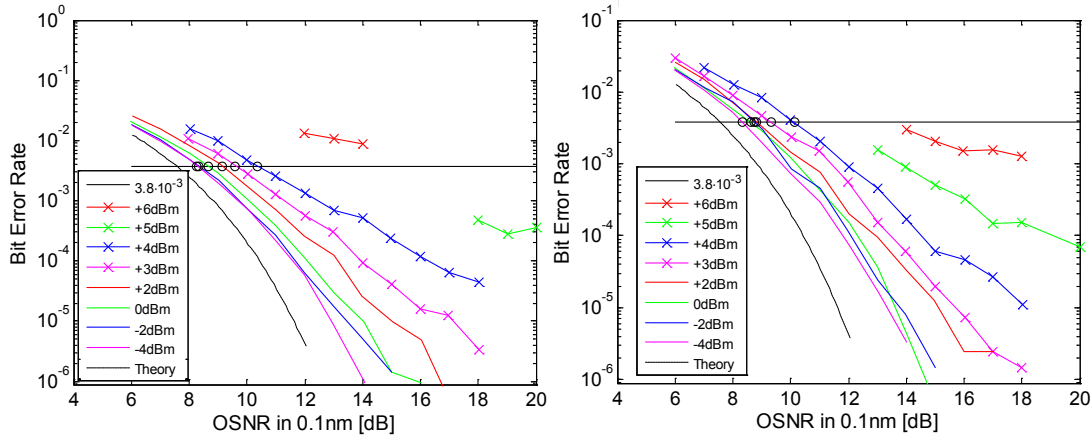 10⁰
10⁻¹
10⁻²
10⁻³
10⁻⁴
10⁻⁵
10⁻⁶
Bit Error Rate
3.8·10⁻³
+6dBm
+5dBm
+4dBm
+3dBm
+2dBm
0dBm
-2dBm
-4dBm
Theory
4 6 8 10 12 14 16 18 20
OSNR in 0.1nm [dB]
10⁻¹
10⁻²
10⁻³
10⁻⁴
10⁻⁵
10⁻⁶
Bit Error Rate
3.8·10⁻³
+6dBm
+5dBm
+4dBm
+3dBm
+2dBm
0dBm
-2dBm
-4dBm
Theory
4 6 8 10 12 14 16 18 20
OSNR in 0.1nm [dB]